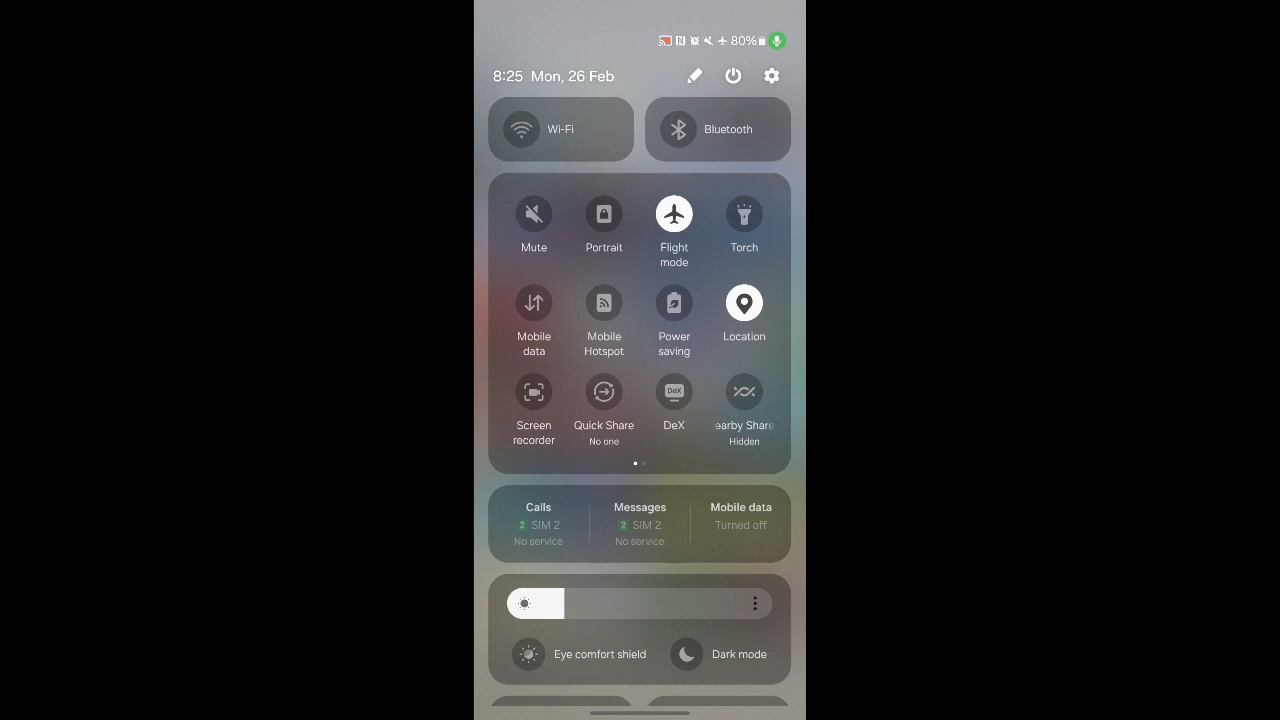 80%
8:25 Mon, 26 Feb
Wi-Fi
Bluetooth
Mute
Portrait
Flight
mode
Torch
Mobile
data
Mobile
Hotspot
Power
saving
Location
DeX
Screen
recorder
Quick Share
No one
DeX
earby Share
Hidden
Calls
2 SIM 2
No service
Messages
2 SIM 2
No service
Mobile data
Turned off
Eye comfort shield
Dark mode